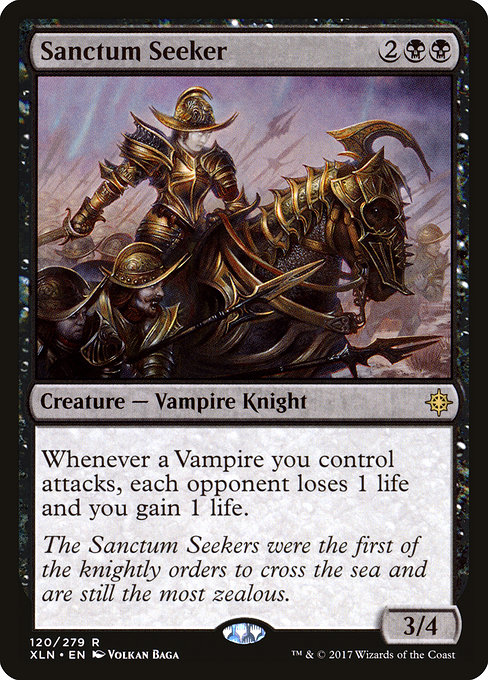 Sanctum Seeker 2
Creature — Vampire Knight
Whenever a Vampire you control
attacks, each opponent loses 1 life
and you gain 1 life.
The Sanctum Seekers were the first of
the knightly orders to cross the sea and
are still the most zealous.
3/4
120/279 R
XLN • EN Volkan Baga
™ & © 2017 Wizards of the Coast